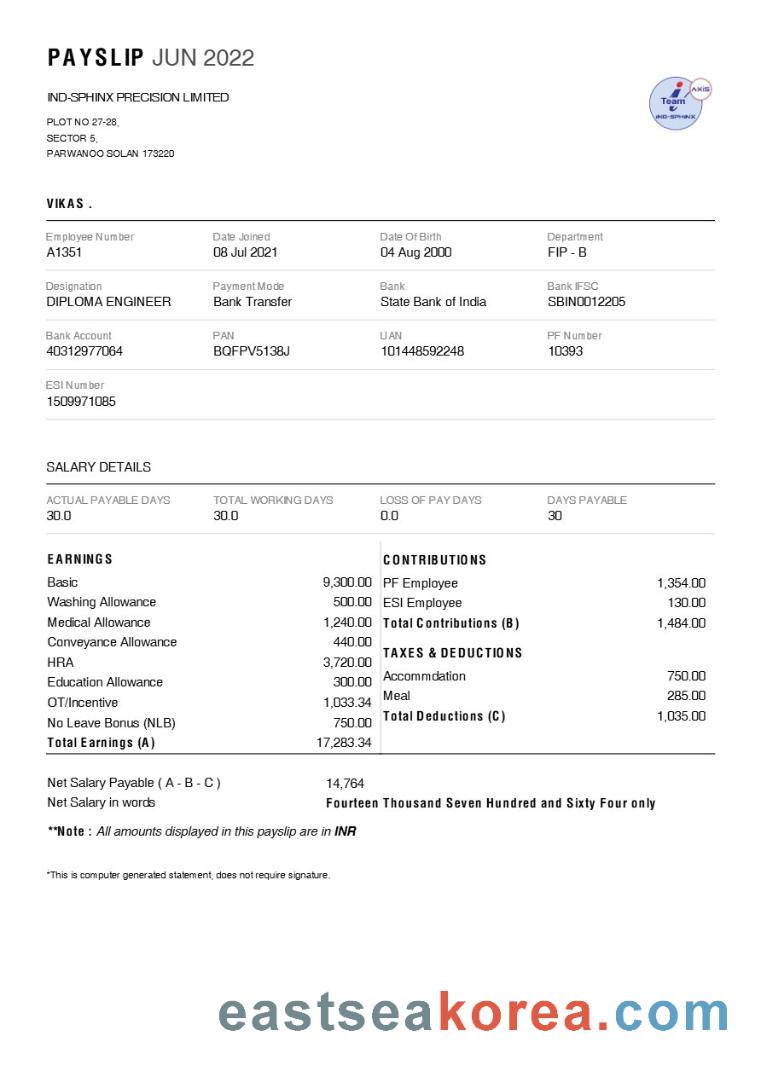 PAYSLIP JUN 2022
IND-SPHINX PRECISION LIMITED
PLOT NO 27-28,
SECTOR 5,
PARWANOO SOLAN 173220
i Team
AXIS
IND-SPHINX
VIKAS .
Employee Number Date Joined Date Of Birth Department
A1351 08 Jul 2021 04 Aug 2000 FIP - B
Designation Payment Mode Bank Bank IFSC
DIPLOMA ENGINEER Bank Transfer State Bank of India SBIN0012205
Bank Account PAN UAN PF Number
40312977064 BQFPV5138J 101448592248 10393
ESI Number
1509971085
SALARY DETAILS
ACTUAL PAYABLE DAYS TOTAL WORKING DAYS LOSS OF PAY DAYS DAYS PAYABLE
30.0 30.0 0.0 30
EARNINGS
Basic 9,300.00
Washing Allowance 500.00
Medical Allowance 1,240.00
Conveyance Allowance 440.00
HRA 3,720.00
Education Allowance 300.00
OT/Incentive 1,033.34
No Leave Bonus (NLB) 750.00
Total Earnings (A) 17,283.34
CONTRIBUTIONS
PF Employee 1,354.00
ESI Employee 130.00
Total Contributions (B) 1,484.00
TAXES & DEDUCTIONS
Accommdation 750.00
Meal 285.00
Total Deductions (C) 1,035.00
Net Salary Payable ( A - B - C ) 14,764
Net Salary in words Fourteen Thousand Seven Hundred and Sixty Four only
**Note : All amounts displayed in this payslip are in INR
*This is computer generated statement, does not require signature.
eastseakorea.com